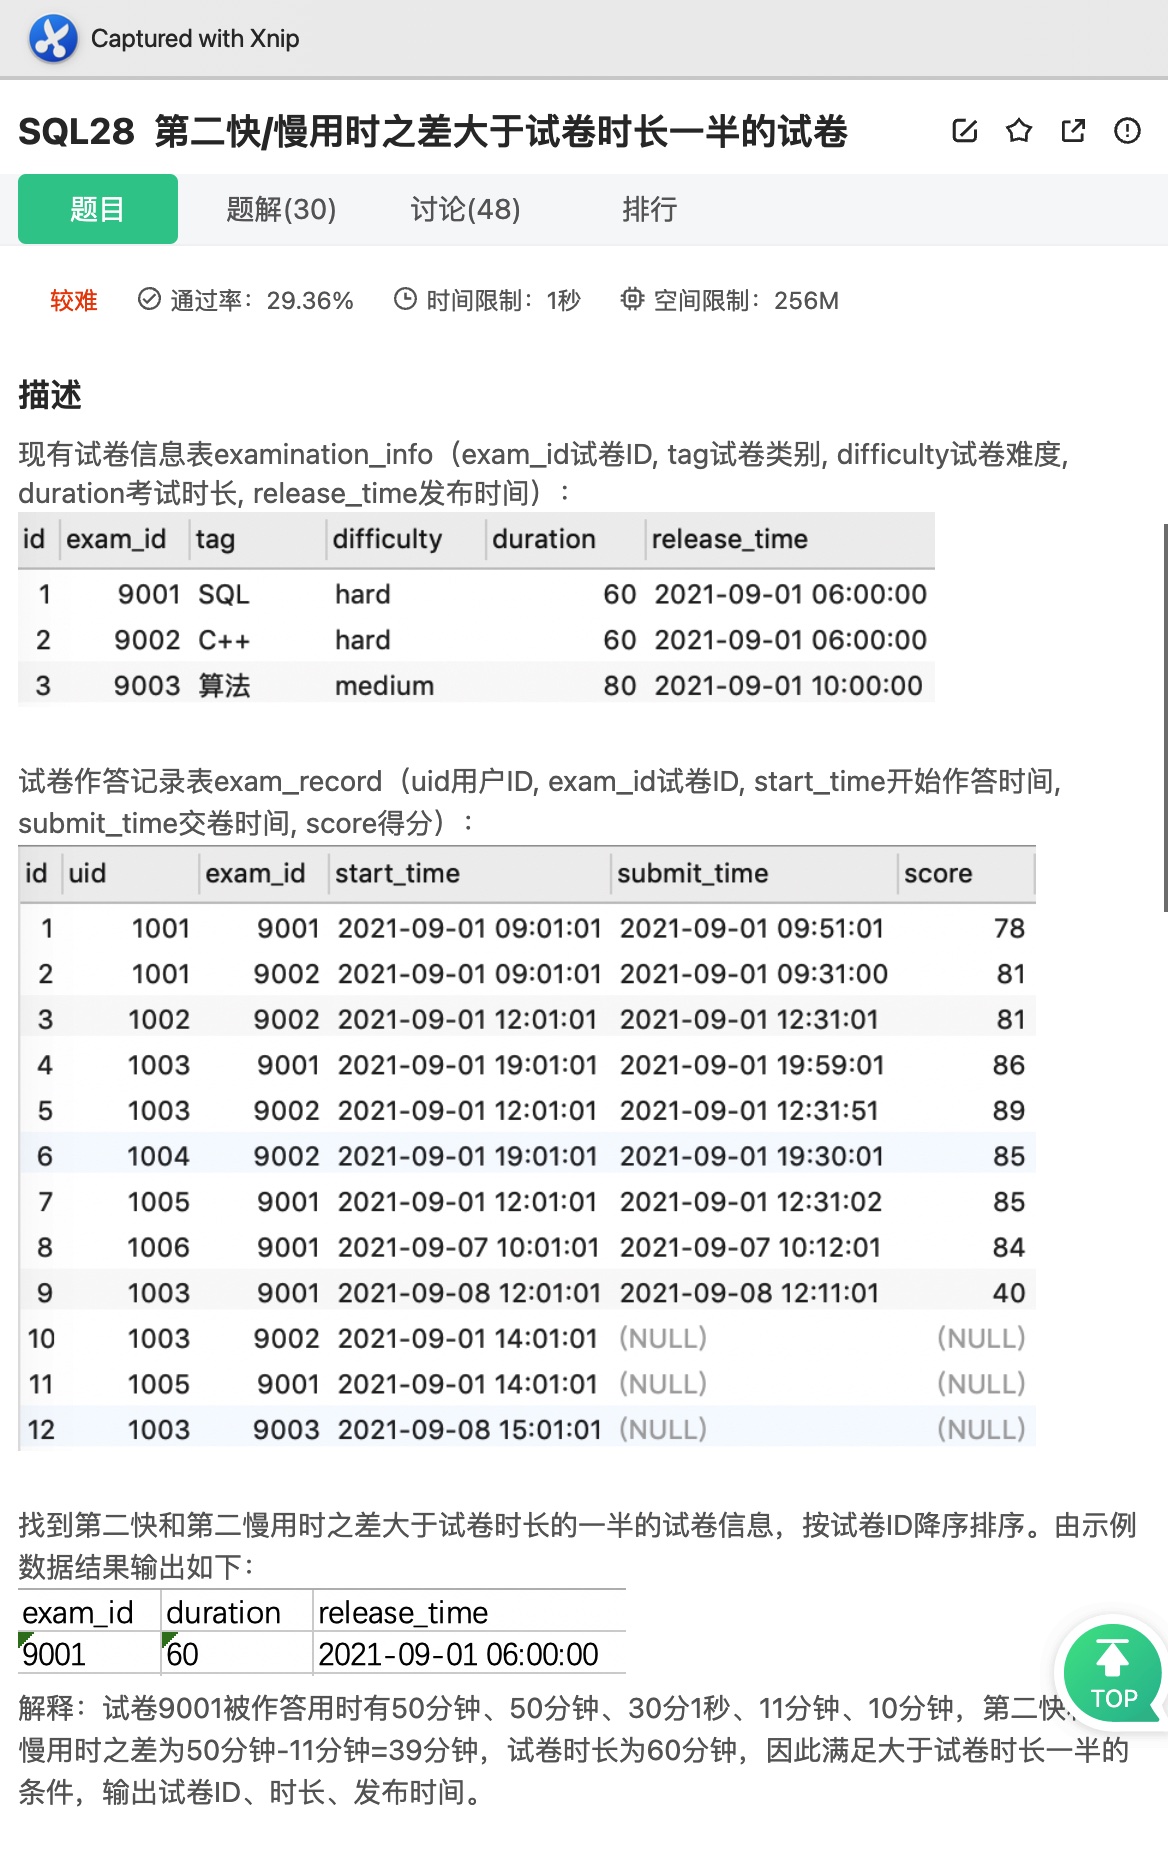 Captured with Xnip
SQL28 第二快/慢用时之差大于试卷时长一半的试卷
题目 题解(30) 讨论(48) 排行
较难 通过率：29.36% 时间限制：1秒 空间限制：256M
描述
现有试卷信息表examination_info（exam_id试卷ID, tag试卷类别, difficulty试卷难度,
duration考试时长, release_time发布时间）：
id exam_id tag difficulty duration release_time
1 9001 SQL hard 60 2021-09-01 06:00:00
2 9002 C++ hard 60 2021-09-01 06:00:00
3 9003 算法 medium 80 2021-09-01 10:00:00
试卷作答记录表exam_record（uid用户ID, exam_id试卷ID, start_time开始作答时间,
submit_time交卷时间, score得分）：
id uid exam_id start_time submit_time score
1 1001 9001 2021-09-01 09:01:01 2021-09-01 09:51:01 78
2 1001 9002 2021-09-01 09:01:01 2021-09-01 09:31:00 81
3 1002 9002 2021-09-01 12:01:01 2021-09-01 12:31:01 81
4 1003 9001 2021-09-01 19:01:01 2021-09-01 19:59:01 86
5 1003 9002 2021-09-01 12:01:01 2021-09-01 12:31:51 89
6 1004 9002 2021-09-01 19:01:01 2021-09-01 19:30:01 85
7 1005 9001 2021-09-01 12:01:01 2021-09-01 12:31:02 85
8 1006 9001 2021-09-07 10:01:01 2021-09-07 10:12:01 84
9 1003 9001 2021-09-08 12:01:01 2021-09-08 12:11:01 40
10 1003 9002 2021-09-01 14:01:01 (NULL) (NULL)
11 1005 9001 2021-09-01 14:01:01 (NULL) (NULL)
12 1003 9003 2021-09-08 15:01:01 (NULL) (NULL)
找到第二快和第二慢用时之差大于试卷时长的一半的试卷信息，按试卷ID降序排序。由示例
数据结果输出如下：
exam_id duration release_time
9001 60 2021-09-01 06:00:00
TOP
解释：试卷9001被作答用时有50分钟、50分钟、30分1秒、11分钟、10分钟，第二快
慢用时之差为50分钟-11分钟=39分钟，试卷时长为60分钟，因此满足大于试卷时长一半的
条件，输出试卷ID、时长、发布时间。